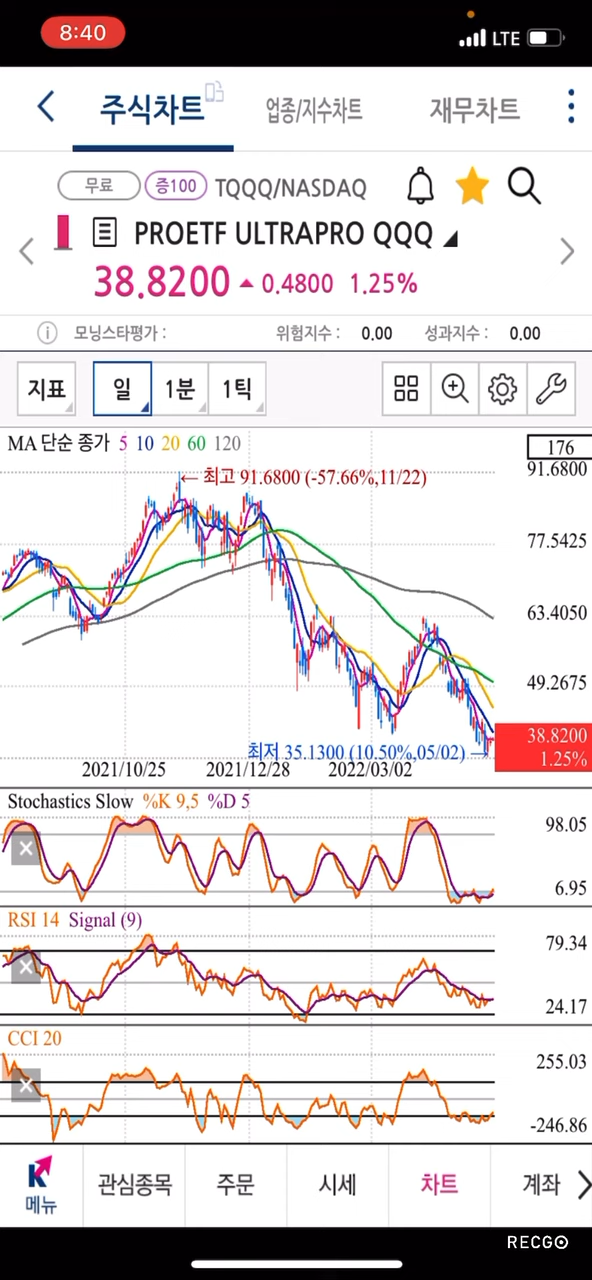 8:40
LTE
주식차트 업종/지수차트 재무차트
무료 증100 TQQQ/NASDAQ
PROETF ULTRAPRO QQQ
38.8200 ▲ 0.4800 1.25%
모닝스타평가 : 위험지수 : 0.00 성과지수 : 0.00
지표 일 1분 1틱
MA 단순 종가 5 10 20 60 120
176
91.6800
← 최고 91.6800 (-57.66%,11/22)
77.5425
63.4050
49.2675
38.8200
1.25%
최저 35.1300 (10.50%,05/02) →
2021/10/25 2021/12/28 2022/03/02
Stochastics Slow %K 9,5 %D 5
98.05
6.95
RSI 14 Signal (9)
79.34
24.17
CCI 20
255.03
-246.86
메뉴 관심종목 주문 시세 차트 계좌
RECGO